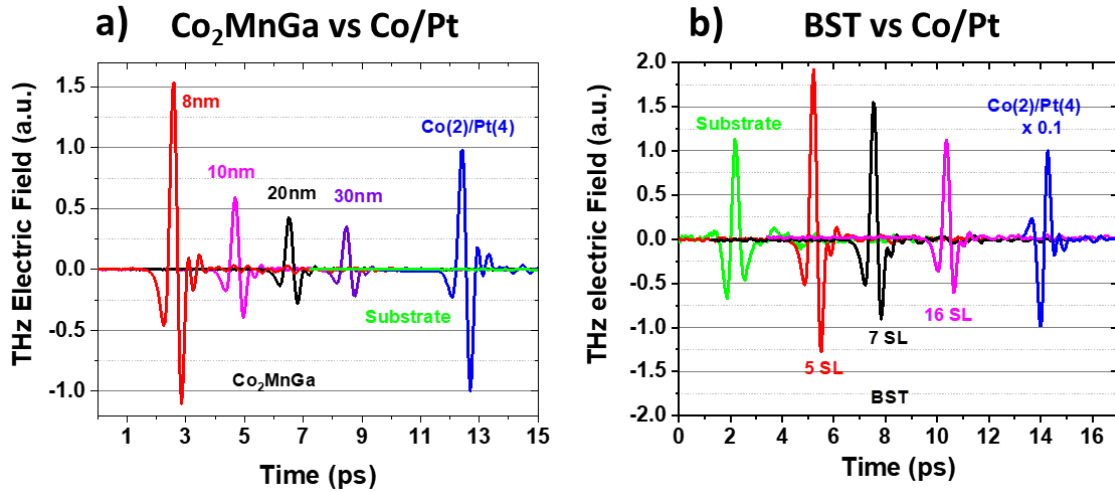 a) Co₂MnGa vs Co/Pt
THz Electric Field (a.u.)
1.5
1.0
0.5
0.0
-0.5
-1.0
8nm
10nm
20nm
30nm
Co(2)/Pt(4)
Substrate
Co₂MnGa
1 3 5 7 9 11 13 15
Time (ps)
b) BST vs Co/Pt
THz electric Field (a.u.)
2.0
1.5
1.0
0.5
0.0
-0.5
-1.0
-1.5
-2.0
Substrate
Co(2)/Pt(4)
x 0.1
16 SL
7 SL
5 SL
BST
0 2 4 6 8 10 12 14 16
Time (ps)